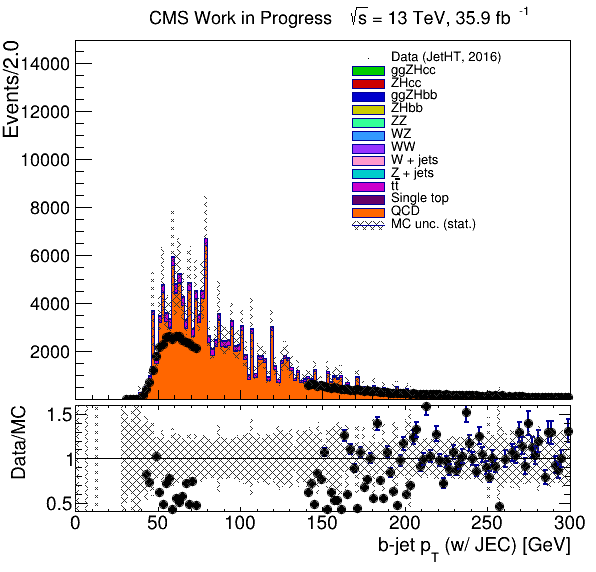 CMS Work in Progress √s = 13 TeV, 35.9 fb⁻¹
Events/2.0
14000
12000
10000
8000
6000
4000
2000
Data (JetHT, 2016)
ggZHcc
ZHcc
ggZHbb
ZHbb
ZZ
WZ
WW
W + jets
Z + jets
tt̅
Single top
QCD
MC unc. (stat.)
Data/MC
1.5
1
0.5
0 50 100 150 200 250 300
b-jet p_T (w/ JEC) [GeV]